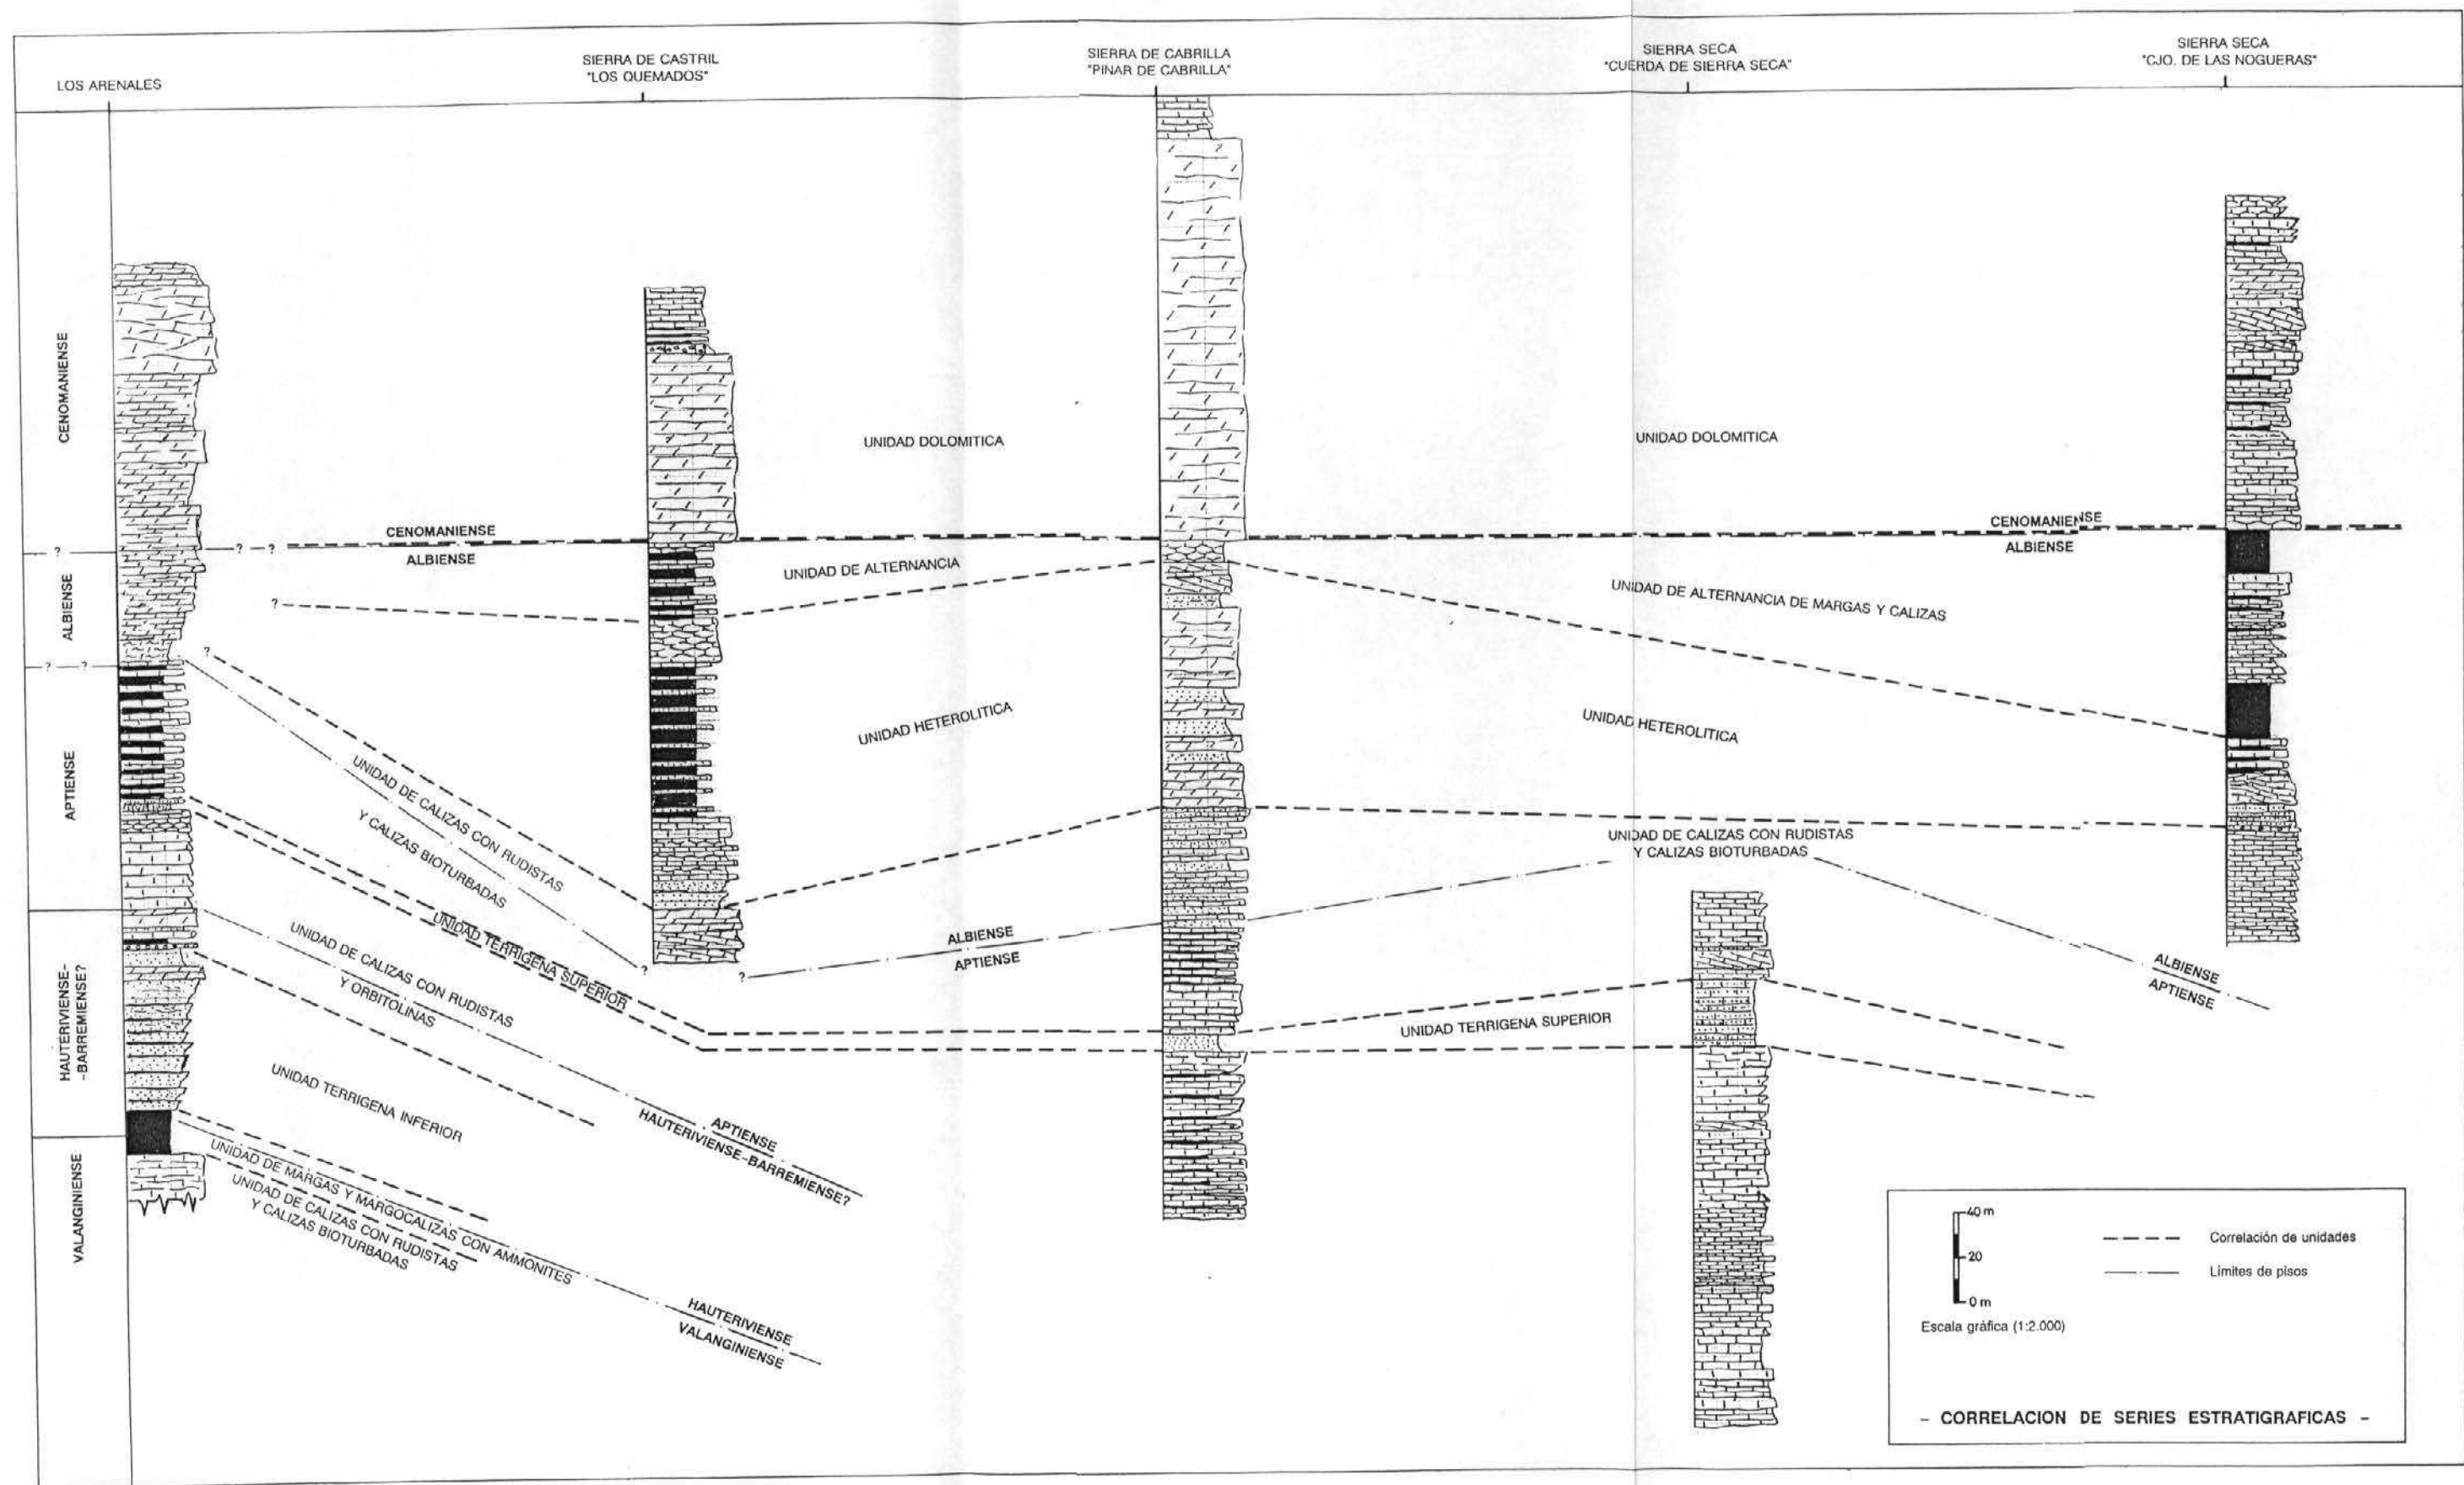 LOS ARENALES
SIERRA DE CASTRIL
"LOS QUEMADOS"
SIERRA DE CABRILLA
"PINAR DE CABRILLA"
SIERRA SECA
"CUERDA DE SIERRA SECA"
SIERRA SECA
"CJO. DE LAS NOGUERAS"
CENOMANIENSE
?
ALBIENSE
? ?
APTIENSE
HAUTERIVIENSE-
-BARREMIENSE?
VALANGINIENSE
UNIDAD DOLOMITICA
UNIDAD DOLOMITICA
? ?
CENOMANIENSE
ALBIENSE
CENOMANIENSE
ALBIENSE
UNIDAD DE ALTERNANCIA
?
UNIDAD DE ALTERNANCIA DE MARGAS Y CALIZAS
?
UNIDAD HETEROLITICA
UNIDAD HETEROLITICA
UNIDAD DE CALIZAS CON RUDISTAS
Y CALIZAS BIOTURBADAS
UNIDAD DE CALIZAS CON RUDISTAS
Y CALIZAS BIOTURBADAS
?
?
ALBIENSE
APTIENSE
ALBIENSE
APTIENSE
UNIDAD TERRIGENA SUPERIOR
UNIDAD TERRIGENA SUPERIOR
UNIDAD DE CALIZAS CON RUDISTAS
Y ORBITOLINAS
UNIDAD TERRIGENA INFERIOR
APTIENSE
HAUTERIVIENSE-BARREMIENSE?
UNIDAD DE MARGAS Y MARGOCALIZAS CON AMMONITES
UNIDAD DE CALIZAS CON RUDISTAS
Y CALIZAS BIOTURBADAS
HAUTERIVIENSE
VALANGINIENSE
40 m
20
0 m
Escala gráfica (1:2.000)
Correlación de unidades
Limites de pisos
- CORRELACION DE SERIES ESTRATIGRAFICAS -